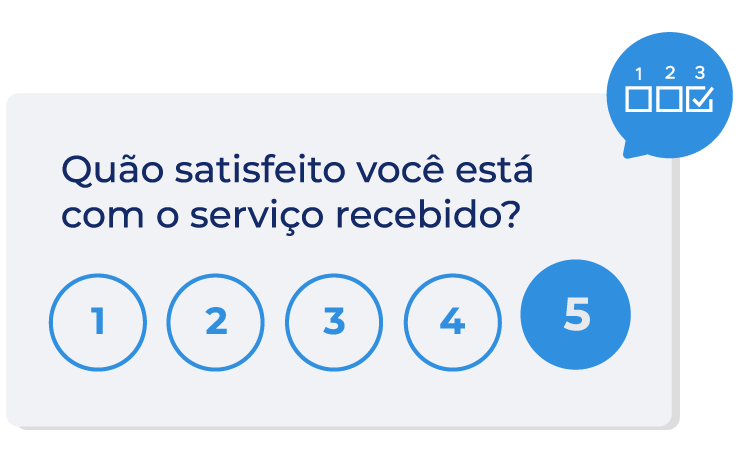 1 2 3
Quão satisfeito você está
com o serviço recebido?
1 2 3 4 5